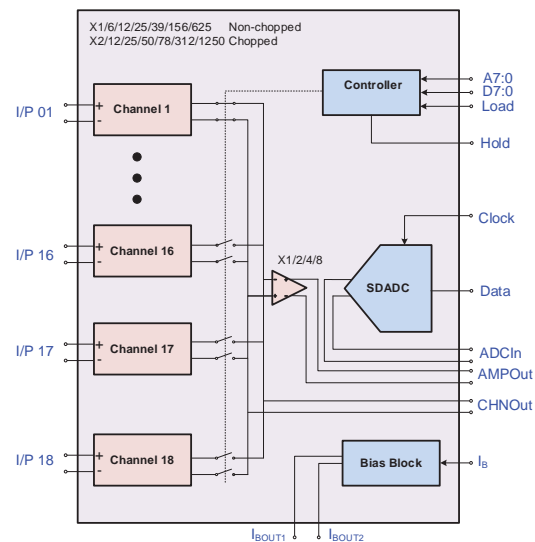 X1/6/12/25/39/156/625 Non-chopped
X2/12/25/50/78/312/1250 Chopped
I/P 01
+
-
Channel 1
Controller
A7:0
D7:0
Load
Hold
Clock
I/P 16
+
-
Channel 16
X1/2/4/8
- +
+ -
SDADC
Data
I/P 17
+
-
Channel 17
ADCIn
AMPOut
CHNOut
I/P 18
+
-
Channel 18
Bias Block
IB
IBOUT1
IBOUT2